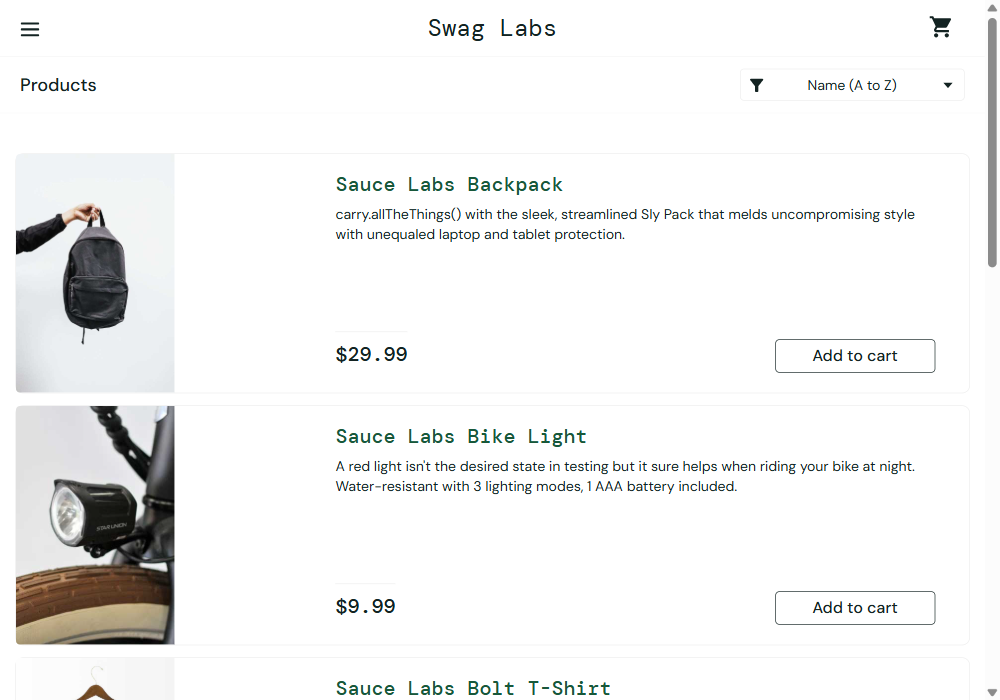 Swag Labs
Products
Name (A to Z)
Sauce Labs Backpack
carry.allTheThings() with the sleek, streamlined Sly Pack that melds uncompromising style
with unequaled laptop and tablet protection.
$29.99
Add to cart
STAR UNION
Sauce Labs Bike Light
A red light isn't the desired state in testing but it sure helps when riding your bike at night.
Water-resistant with 3 lighting modes, 1 AAA battery included.
$9.99
Add to cart
Sauce Labs Bolt T-Shirt